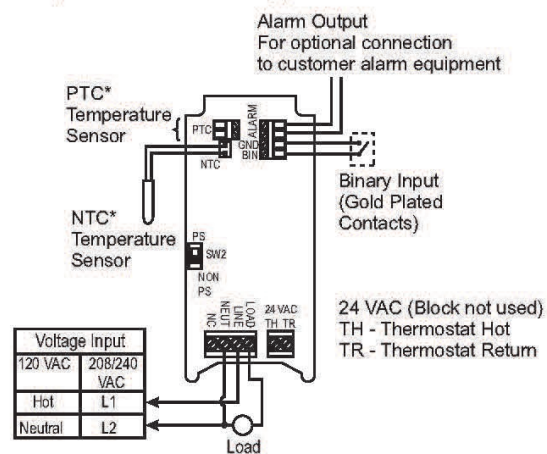 Alarm Output
For optional connection
to customer alarm equipment
PTC*
Temperature
Sensor
PTC
ALARM
GND
BIN
NTC
Binary Input
(Gold Plated
Contacts)
NTC*
Temperature
Sensor
PS
SW2
NON
PS
NC
NEUT
LINE
LOAD
24 VAC
TH TR
24 VAC (Block not used)
TH - Thermostat Hot
TR - Thermostat Return
Voltage Input
120 VAC 208/240
VAC
Hot L1
Neutral L2
Load